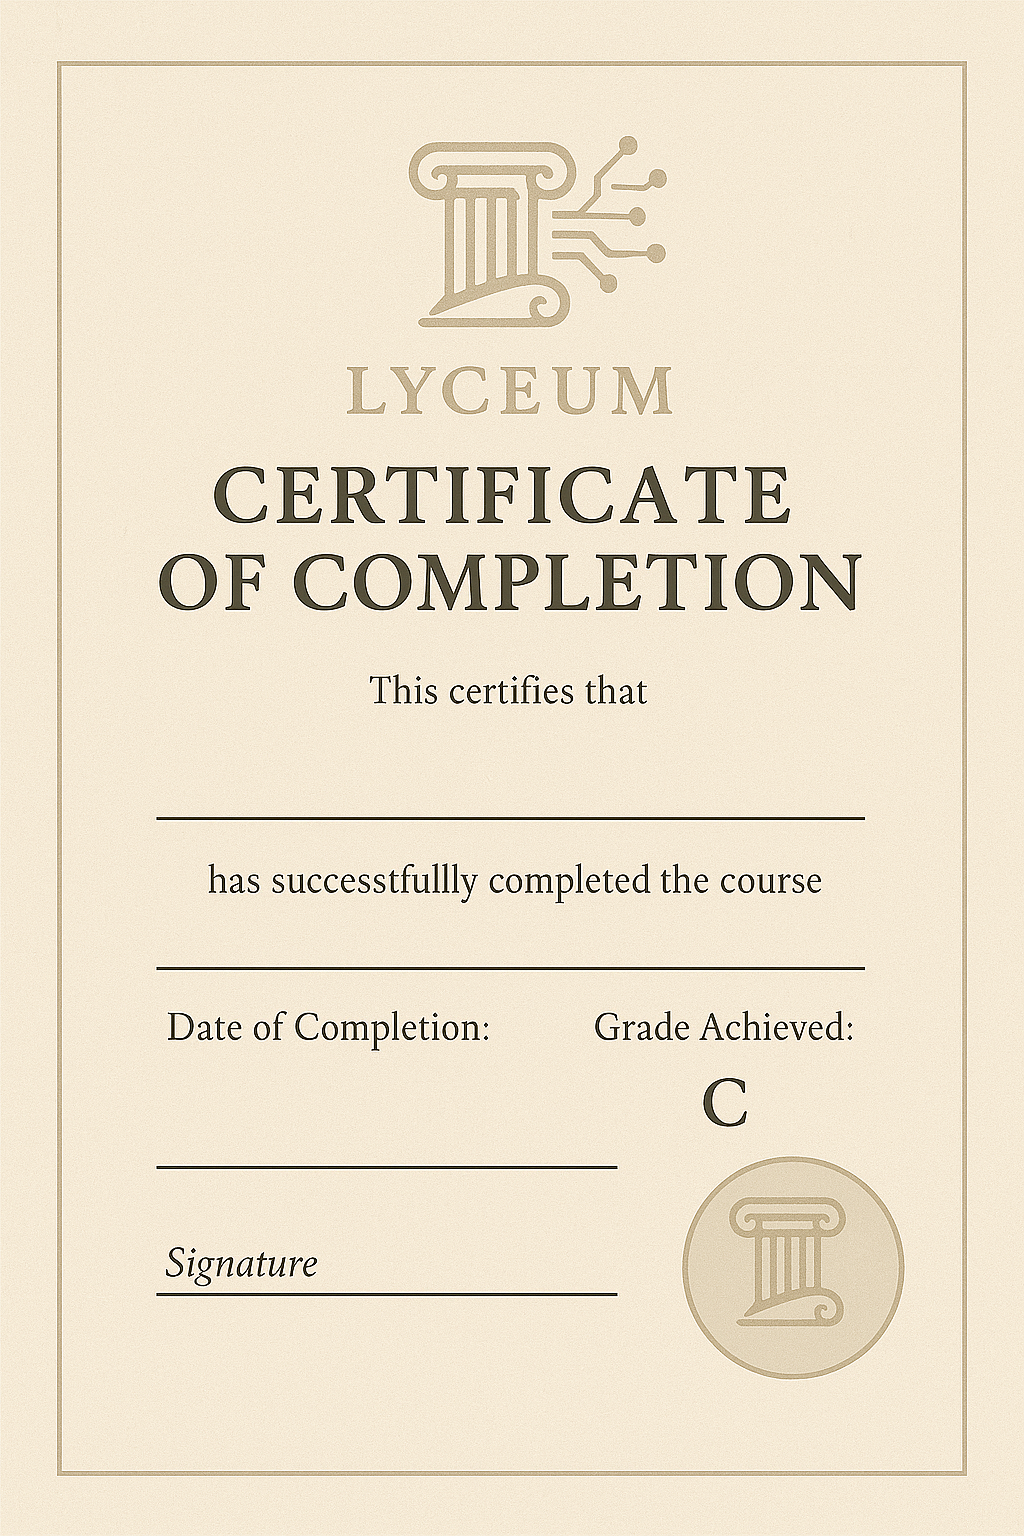 LYCEUM
CERTIFICATE
OF COMPLETION
This certifies that
has successtfullly completed the course
Date of Completion:
Grade Achieved:
C
Signature